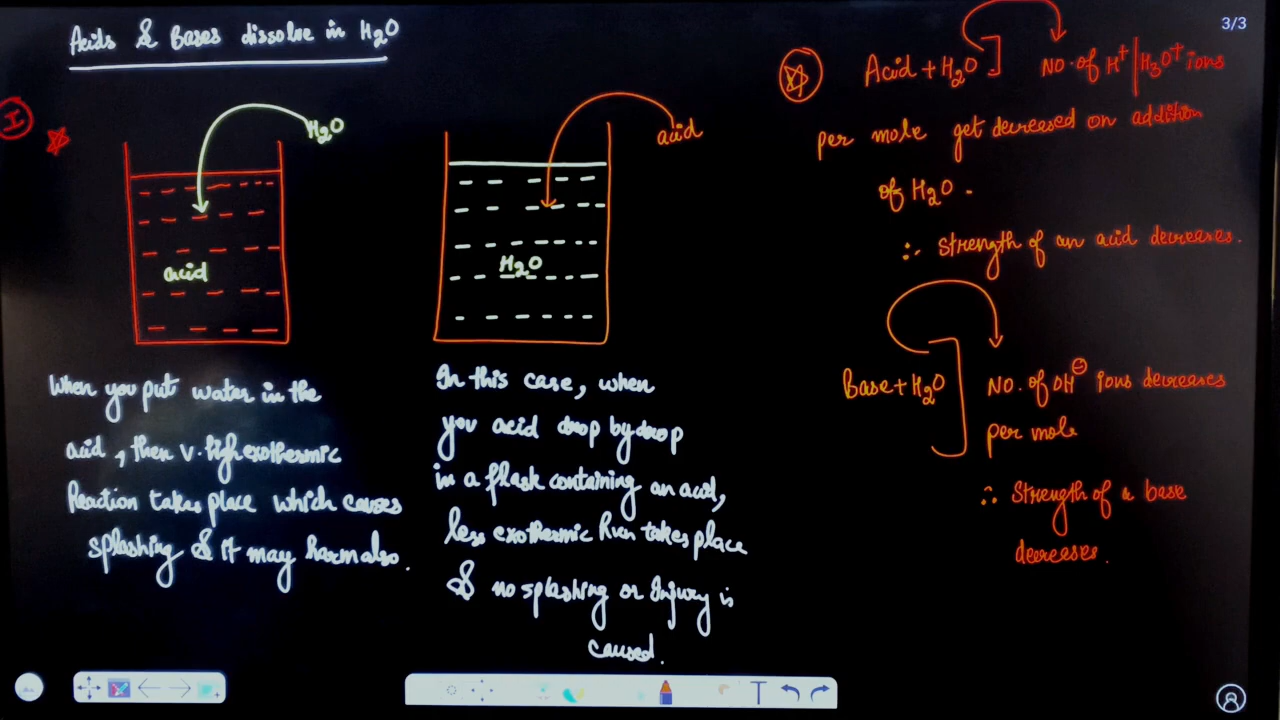 Acids & Bases dissolve in H₂O
3/3
I
H₂O
acid
acid
H₂O
When you put water in the
acid, then v. high exothermic
Reaction takes place which causes
splashing & it may harm also.
In this case, when
you acid drop by drop
in a flask containing an acid,
less exothermic Rxn takes place
& no splashing or Injury is
caused.
Acid + H₂O ] NO. of H⁺ | H₃O⁺ ions
per mole get decreased on addition
of H₂O.
∴ Strength of an acid decreases.
Base + H₂O ] NO. of OH⊖ ions decreases
per mole
∴ Strength of a base
decreases.
T